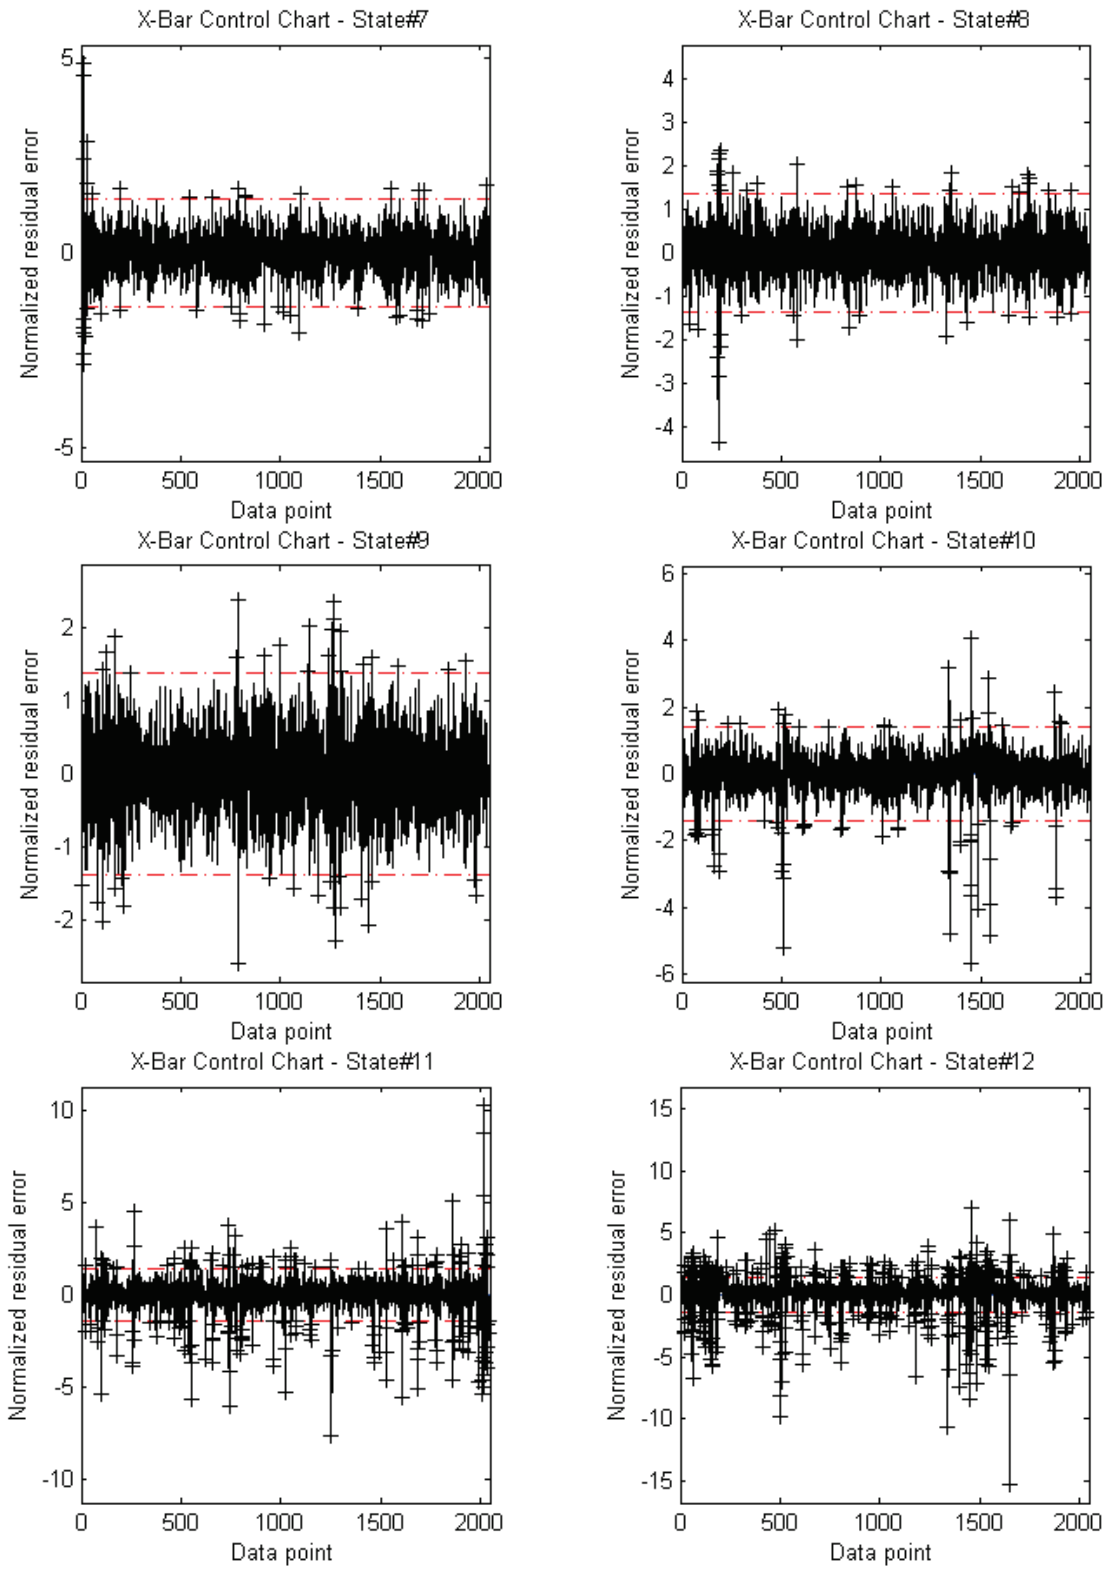 X-Bar Control Chart - State#7
Normalized residual error
5
0
-5
0 500 1000 1500 2000
Data point
X-Bar Control Chart - State#8
Normalized residual error
4
3
2
1
0
-1
-2
-3
-4
0 500 1000 1500 2000
Data point
X-Bar Control Chart - State#9
Normalized residual error
2
1
0
-1
-2
0 500 1000 1500 2000
Data point
X-Bar Control Chart - State#10
Normalized residual error
6
4
2
0
-2
-4
-6
0 500 1000 1500 2000
Data point
X-Bar Control Chart - State#11
Normalized residual error
10
5
0
-5
-10
0 500 1000 1500 2000
Data point
X-Bar Control Chart - State#12
Normalized residual error
15
10
5
0
-5
-10
-15
0 500 1000 1500 2000
Data point